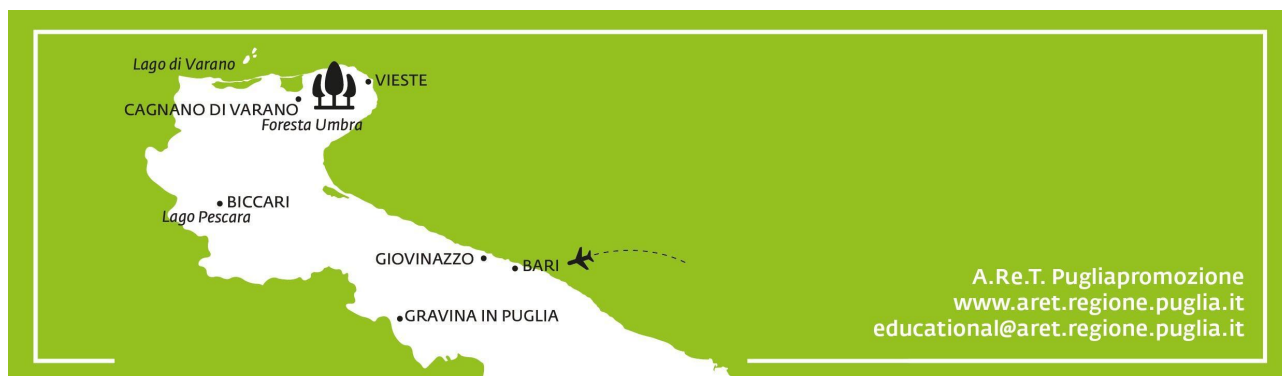 Lago di Varano
VIESTE
CAGNANO DI VARANO
Foresta Umbra
BICCARI
Lago Pescara
GIOVINAZZO
BARI
GRAVINA IN PUGLIA
A.Re.T. Pugliapromozione
www.aret.regione.puglia.it
educational@aret.regione.puglia.it